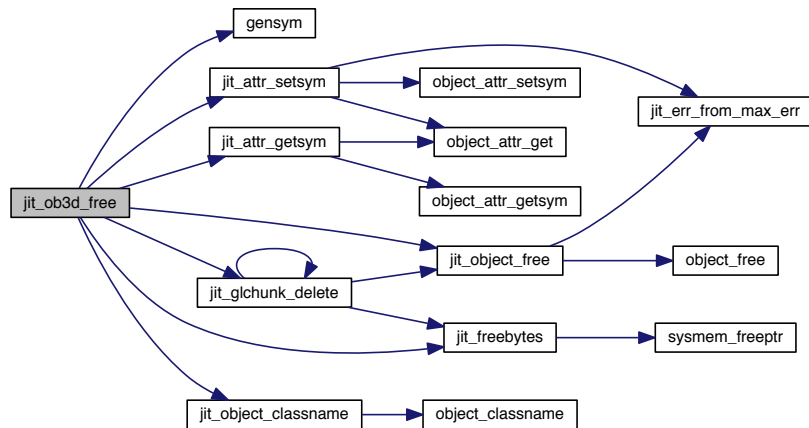 gensym
jit_attr_setsym
object_attr_setsym
jit_err_from_max_err
jit_attr_getsym
object_attr_get
object_attr_getsym
jit_ob3d_free
jit_object_free
object_free
jit_glchunk_delete
jit_freebytes
sysmem_freeptr
jit_object_classname
object_classname